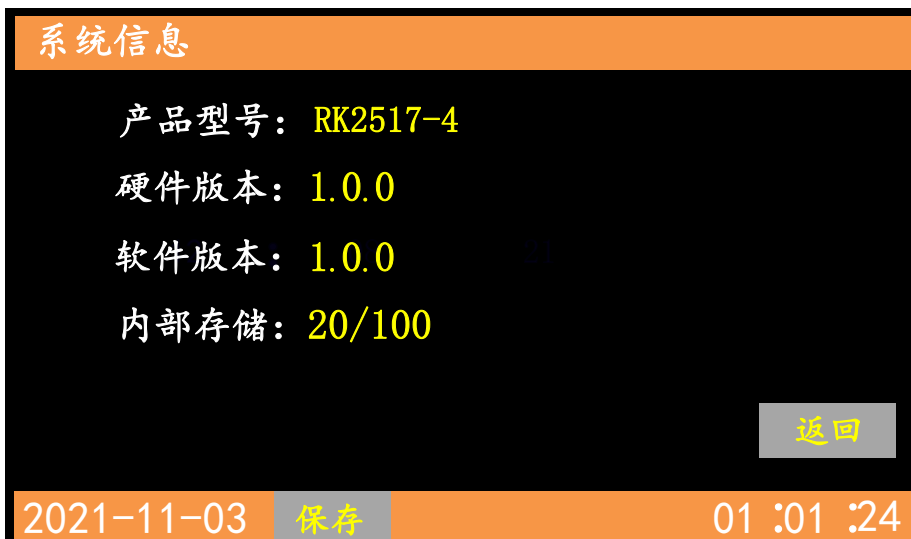 系统信息
产品型号：RK2517-4
硬件版本：1.0.0
软件版本：1.0.0
内部存储：20/100
返回
2021-11-03 保存 01:01:24